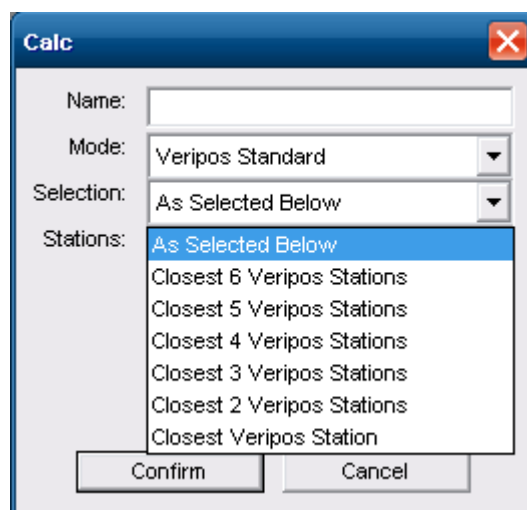 Calc
Name:
Mode: Veripos Standard
Selection: As Selected Below
Stations: As Selected Below
Closest 6 Veripos Stations
Closest 5 Veripos Stations
Closest 4 Veripos Stations
Closest 3 Veripos Stations
Closest 2 Veripos Stations
Closest Veripos Station
Confirm Cancel